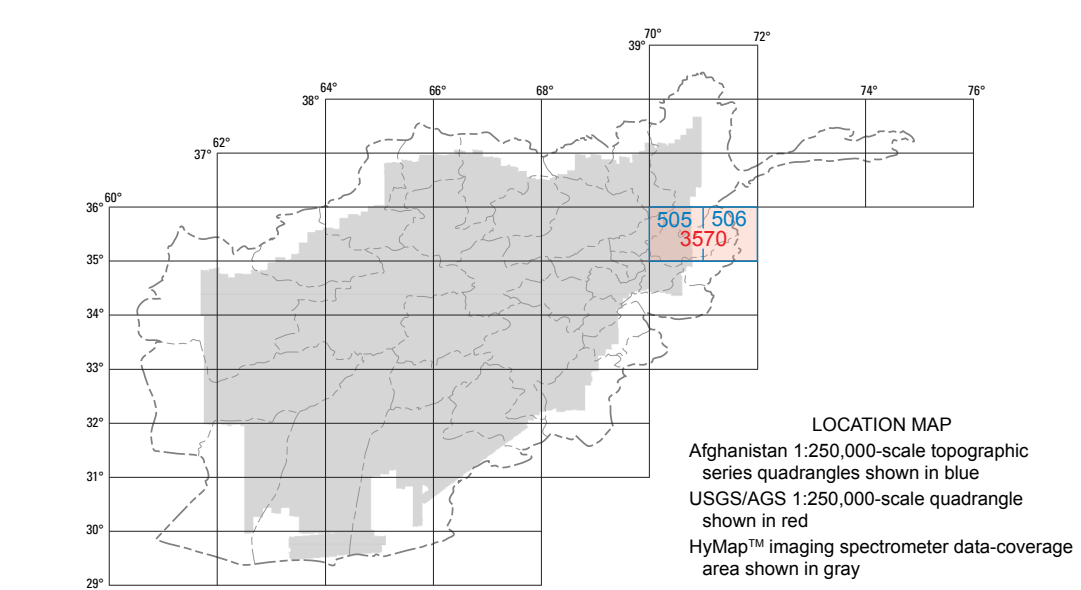 70° 72°
39°
64° 66° 68° 74° 76°
38°
62°
37°
60°
36°
505 506
3570
35°
34°
33°
32°
31°
30°
29°
LOCATION MAP
Afghanistan 1:250,000-scale topographic
series quadrangles shown in blue
USGS/AGS 1:250,000-scale quadrangle
shown in red
HyMap™ imaging spectrometer data-coverage
area shown in gray